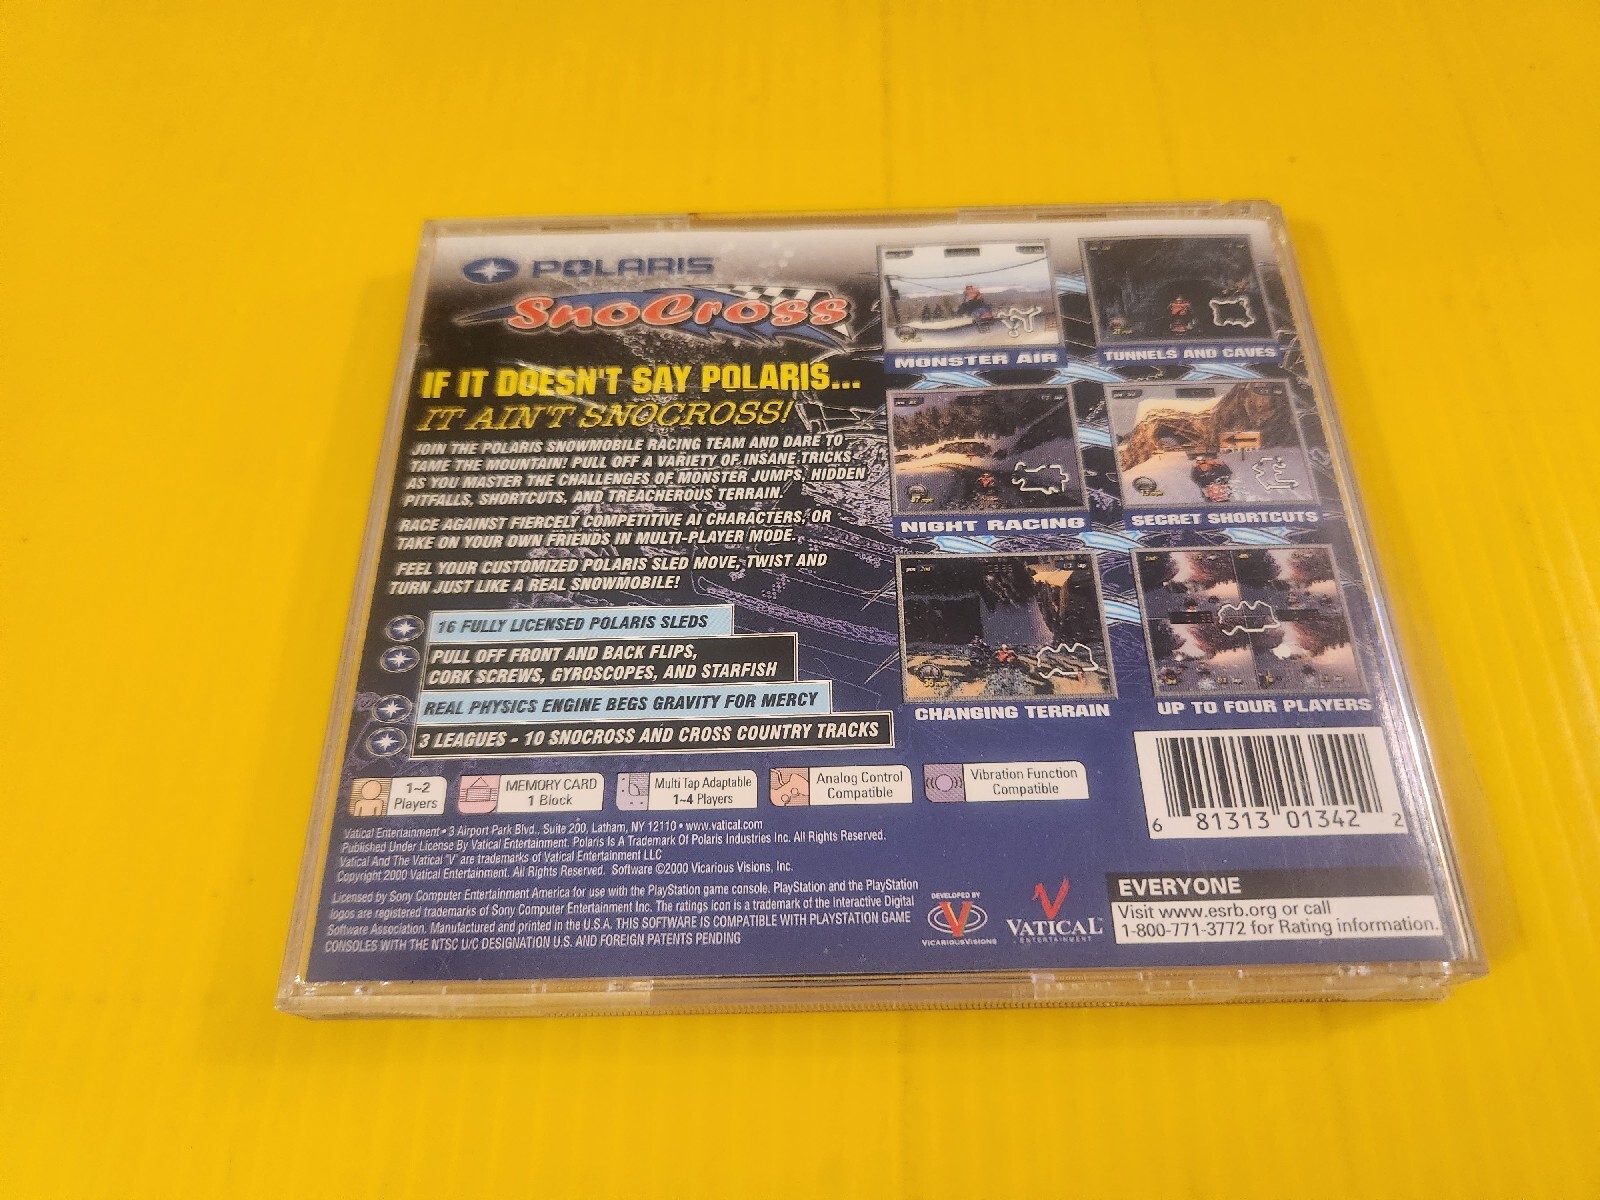 POLARIS
SnoCross
IF IT DOESN'T SAY POLARIS...
IT AIN'T SNOCROSS!
JOIN THE POLARIS SNOWMOBILE RACING TEAM AND DARE TO
TAME THE MOUNTAIN! PULL OFF A VARIETY OF INSANE TRICKS
AS YOU MASTER THE CHALLENGES OF MONSTER JUMPS, HIDDEN
PITFALLS, SHORTCUTS, AND TREACHEROUS TERRAIN.
RACE AGAINST FIERCELY COMPETITIVE AI CHARACTERS, OR
TAKE ON YOUR OWN FRIENDS IN MULTI-PLAYER MODE.
FEEL YOUR CUSTOMIZED POLARIS SLED MOVE, TWIST AND
TURN JUST LIKE A REAL SNOWMOBILE!
16 FULLY LICENSED POLARIS SLEDS
PULL OFF FRONT AND BACK FLIPS,
CORK SCREWS, GYROSCOPES, AND STARFISH
REAL PHYSICS ENGINE BEGS GRAVITY FOR MERCY
3 LEAGUES - 10 SNOCROSS AND CROSS COUNTRY TRACKS
MONSTER AIR
TUNNELS AND CAVES
NIGHT RACING
SECRET SHORTCUTS
CHANGING TERRAIN
UP TO FOUR PLAYERS
1~2
Players
MEMORY CARD
1 Block
Multi Tap Adaptable
1~4 Players
Analog Control
Compatible
Vibration Function
Compatible
Vatical Entertainment • 3 Airport Park Blvd., Suite 200, Latham, NY 12110 • www.vatical.com
Published Under License By Vatical Entertainment. Polaris Is A Trademark Of Polaris Industries Inc. All Rights Reserved.
Vatical And The Vatical "V" are trademarks of Vatical Entertainment LLC
Copyright 2000 Vatical Entertainment. All Rights Reserved. Software ©2000 Vicarious Visions, Inc.
Licensed by Sony Computer Entertainment America for use with the PlayStation game console. PlayStation and the PlayStation
logos are registered trademarks of Sony Computer Entertainment Inc. The ratings icon is a trademark of the Interactive Digital
Software Association. Manufactured and printed in the U.S.A. THIS SOFTWARE IS COMPATIBLE WITH PLAYSTATION GAME
CONSOLES WITH THE NTSC U/C DESIGNATION U.S. AND FOREIGN PATENTS PENDING
DEVELOPED BY
V
VICARIOUS VISIONS
V
VATICAL™
ENTERTAINMENT
6 81313 01342 2
EVERYONE
Visit www.esrb.org or call
1-800-771-3772 for Rating information.